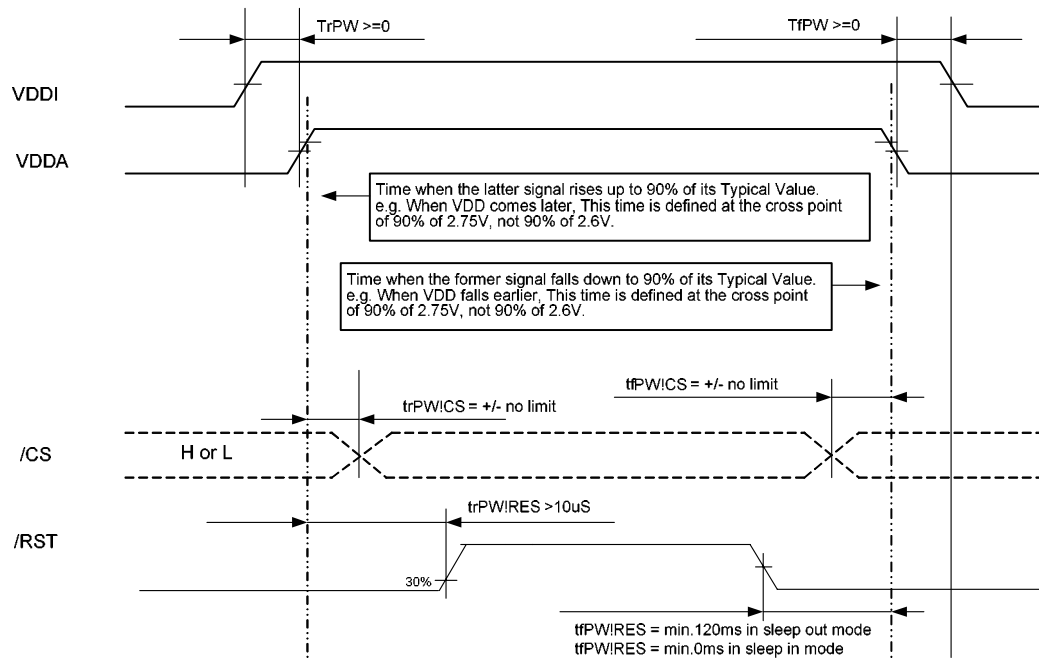 TrPW >=0
TfPW >=0
VDDI
VDDA
Time when the latter signal rises up to 90% of its Typical Value.
e.g. When VDD comes later, This time is defined at the cross point
of 90% of 2.75V, not 90% of 2.6V.
Time when the former signal falls down to 90% of its Typical Value.
e.g. When VDD falls earlier, This time is defined at the cross point
of 90% of 2.75V, not 90% of 2.6V.
tfPW!CS = +/- no limit
trPW!CS = +/- no limit
/CS
H or L
trPW!RES >10uS
/RST
30%
tfPW!RES = min.120ms in sleep out mode
tfPW!RES = min.0ms in sleep in mode